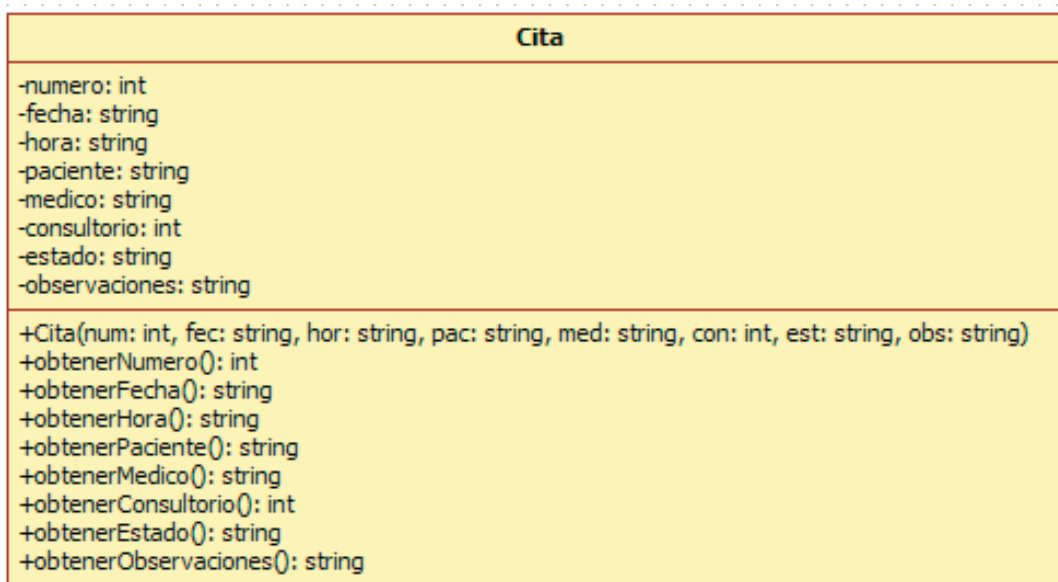 Cita
-numero: int
-fecha: string
-hora: string
-paciente: string
-medico: string
-consultorio: int
-estado: string
-observaciones: string
+Cita(num: int, fec: string, hor: string, pac: string, med: string, con: int, est: string, obs: string)
+obtenerNumero(): int
+obtenerFecha(): string
+obtenerHora(): string
+obtenerPaciente(): string
+obtenerMedico(): string
+obtenerConsultorio(): int
+obtenerEstado(): string
+obtenerObservaciones(): string